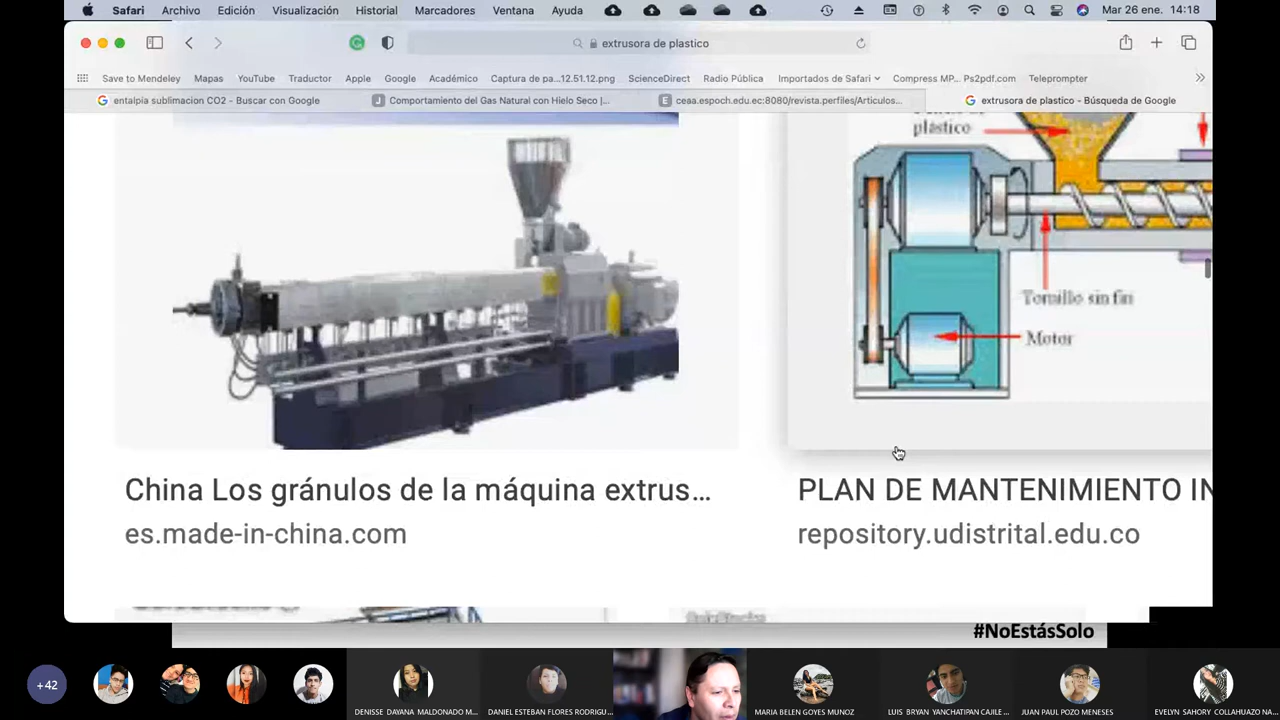 Safari Archivo Edición Visualización Historial Marcadores Ventana Ayuda Mar 26 ene. 14:18
extrusora de plastico
Save to Mendeley Mapas YouTube Traductor Apple Google Académico Captura de pa...12.51.12.png ScienceDirect Radio Pública Importados de Safari Compress MP... Ps2pdf.com Teleprompter
entalpia sublimacion CO2 - Buscar con Google
Comportamiento del Gas Natural con Hielo Seco |...
ceaa.espoch.edu.ec:8080/revista.perfiles/Articulos...
extrusora de plastico - Búsqueda de Google
plástico
Tornillo sin fin
Motor
China Los gránulos de la máquina extrus...
es.made-in-china.com
PLAN DE MANTENIMIENTO IN
repository.udistrital.edu.co
#NoEstásSolo
+42
DENISSE DAYANA MALDONADO M...
DANIEL ESTEBAN FLORES RODRIGU...
MARIA BELEN GOYES MUNOZ
LUIS BRYAN YANCHATIPAN CAJILE...
JUAN PAUL POZO MENESES
EVELYN SAHORY COLLAHUAZO NA...